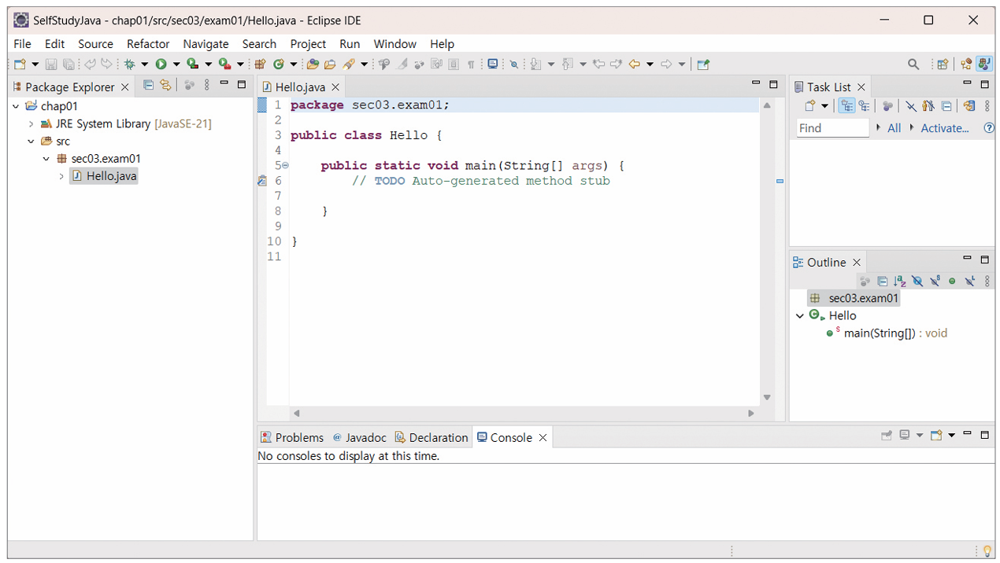 SelfStudyJava - chap01/src/sec03/exam01/Hello.java - Eclipse IDE
File Edit Source Refactor Navigate Search Project Run Window Help
Package Explorer
chap01
JRE System Library [JavaSE-21]
src
sec03.exam01
Hello.java
Hello.java
1 package sec03.exam01;
2
3 public class Hello {
4
5 public static void main(String[] args) {
6 // TODO Auto-generated method stub
7
8 }
9
10 }
11
Task List
Find All Activate...
Outline
sec03.exam01
Hello
main(String[]) : void
Problems Javadoc Declaration Console
No consoles to display at this time.